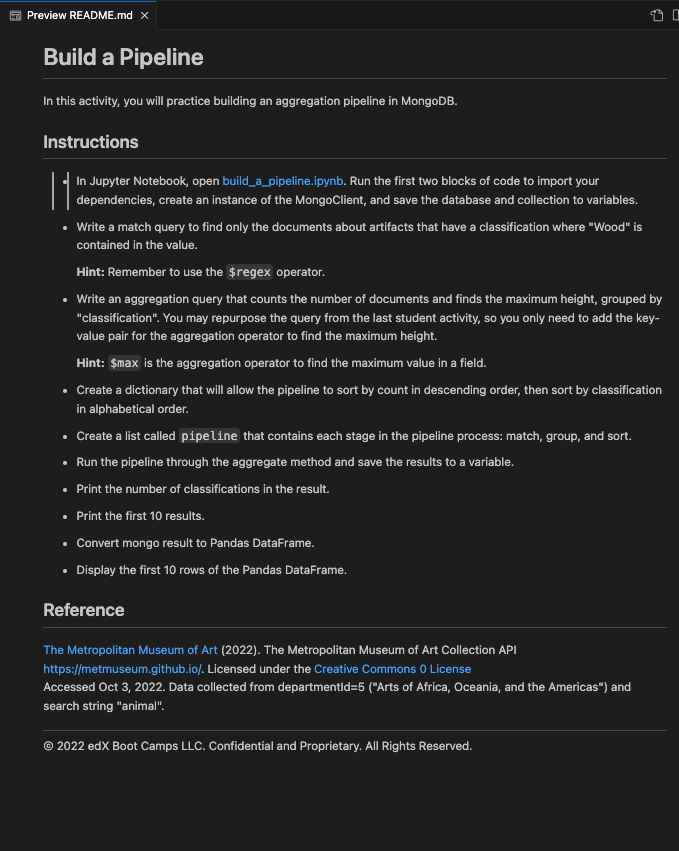 Preview README.md
Build a Pipeline
In this activity, you will practice building an aggregation pipeline in MongoDB.
Instructions
• In Jupyter Notebook, open build_a_pipeline.ipynb. Run the first two blocks of code to import your
dependencies, create an instance of the MongoClient, and save the database and collection to variables.
• Write a match query to find only the documents about artifacts that have a classification where "Wood" is
contained in the value.
Hint: Remember to use the $regex operator.
• Write an aggregation query that counts the number of documents and finds the maximum height, grouped by
"classification". You may repurpose the query from the last student activity, so you only need to add the key-
value pair for the aggregation operator to find the maximum height.
Hint: $max is the aggregation operator to find the maximum value in a field.
• Create a dictionary that will allow the pipeline to sort by count in descending order, then sort by classification
in alphabetical order.
• Create a list called pipeline that contains each stage in the pipeline process: match, group, and sort.
• Run the pipeline through the aggregate method and save the results to a variable.
• Print the number of classifications in the result.
• Print the first 10 results.
• Convert mongo result to Pandas DataFrame.
• Display the first 10 rows of the Pandas DataFrame.
Reference
The Metropolitan Museum of Art (2022). The Metropolitan Museum of Art Collection API
https://metmuseum.github.io/. Licensed under the Creative Commons 0 License
Accessed Oct 3, 2022. Data collected from departmentId=5 ("Arts of Africa, Oceania, and the Americas") and
search string "animal".
© 2022 edX Boot Camps LLC. Confidential and Proprietary. All Rights Reserved.